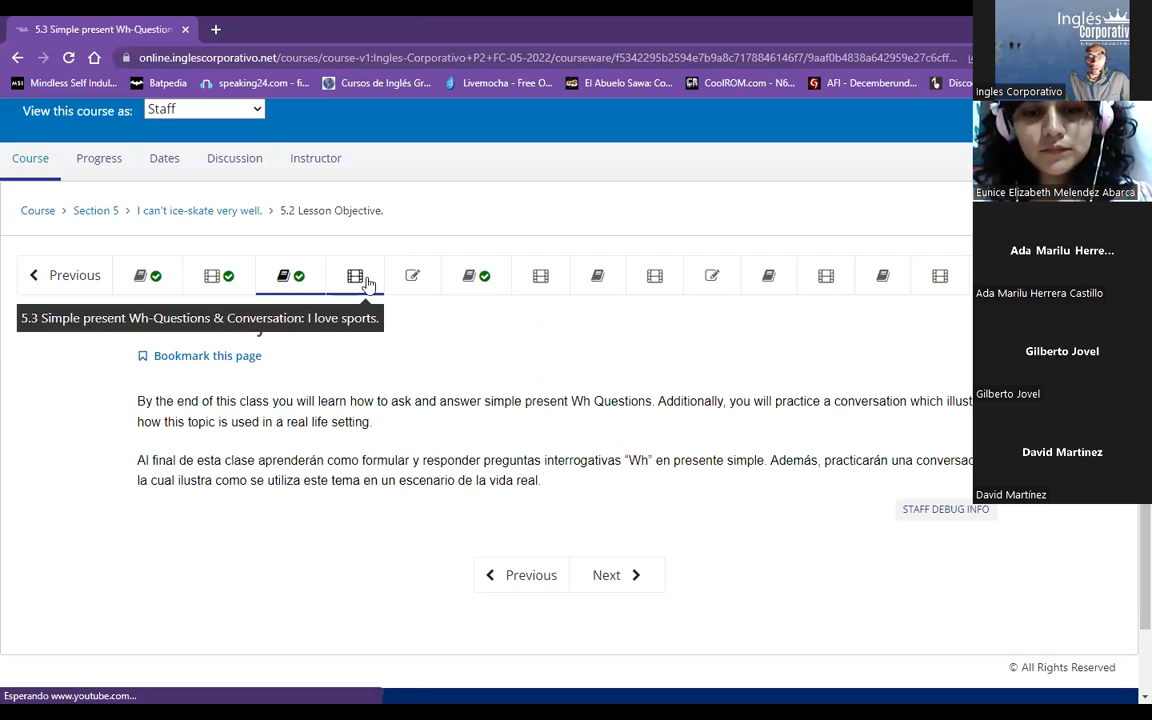 5.3 Simple present Wh-Question
online.inglescorporativo.net/courses/course-v1:Ingles-Corporativo+P2+FC-05-2022/courseware/f5342295b2594e7b9a8c7178846146f7/9aaf0b4838a642959e27c6cff...
Mindless Self Indul...
Batpedia
speaking24.com - fi...
Cursos de Inglés Gr...
Livemocha - Free O...
El Abuelo Sawa: Co...
CoolROM.com - N6...
AFI - Decemberund...
Disco
View this course as:
Staff
Course
Progress
Dates
Discussion
Instructor
Course > Section 5 > I can't ice-skate very well. > 5.2 Lesson Objective.
Previous
5.3 Simple present Wh-Questions & Conversation: I love sports.
Bookmark this page
By the end of this class you will learn how to ask and answer simple present Wh Questions. Additionally, you will practice a conversation which illust
how this topic is used in a real life setting.
Al final de esta clase aprenderán como formular y responder preguntas interrogativas “Wh” en presente simple. Además, practicarán una conversac
la cual ilustra como se utiliza este tema en un escenario de la vida real.
STAFF DEBUG INFO
Previous
Next
© All Rights Reserved
Esperando www.youtube.com...
Inglés
Corporativ
Ingles Corporativo
Eunice Elizabeth Melendez Abarca
Ada Marilu Herre...
Ada Marilu Herrera Castillo
Gilberto Jovel
Gilberto Jovel
David Martinez
David Martínez